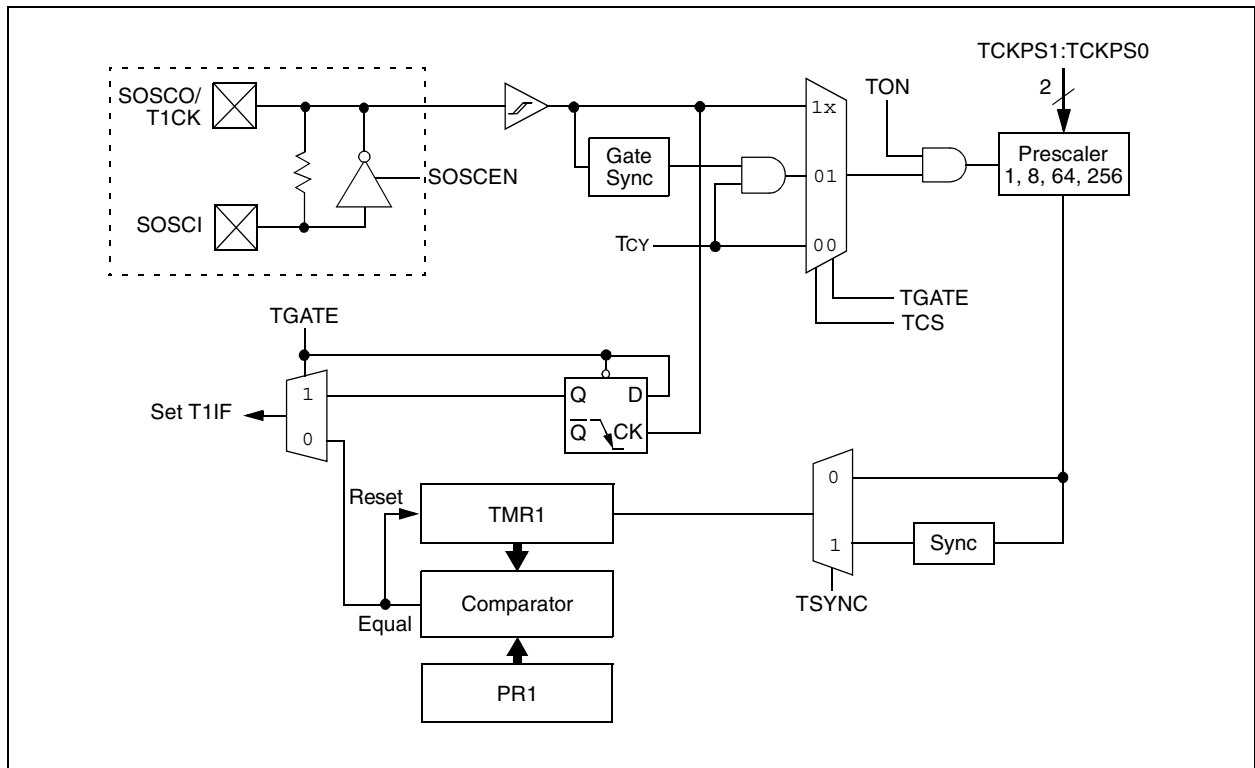 TCKPS1:TCKPS0
2
SOSCO/
T1CK
TON
1x
Gate
Sync
Prescaler
1, 8, 64, 256
SOSCEN
01
SOSCI
TCY
00
TGATE
TCS
TGATE
1
Q
D
Set T1IF
0
Q
CK
Reset
TMR1
0
1
Sync
Comparator
TSYNC
Equal
PR1